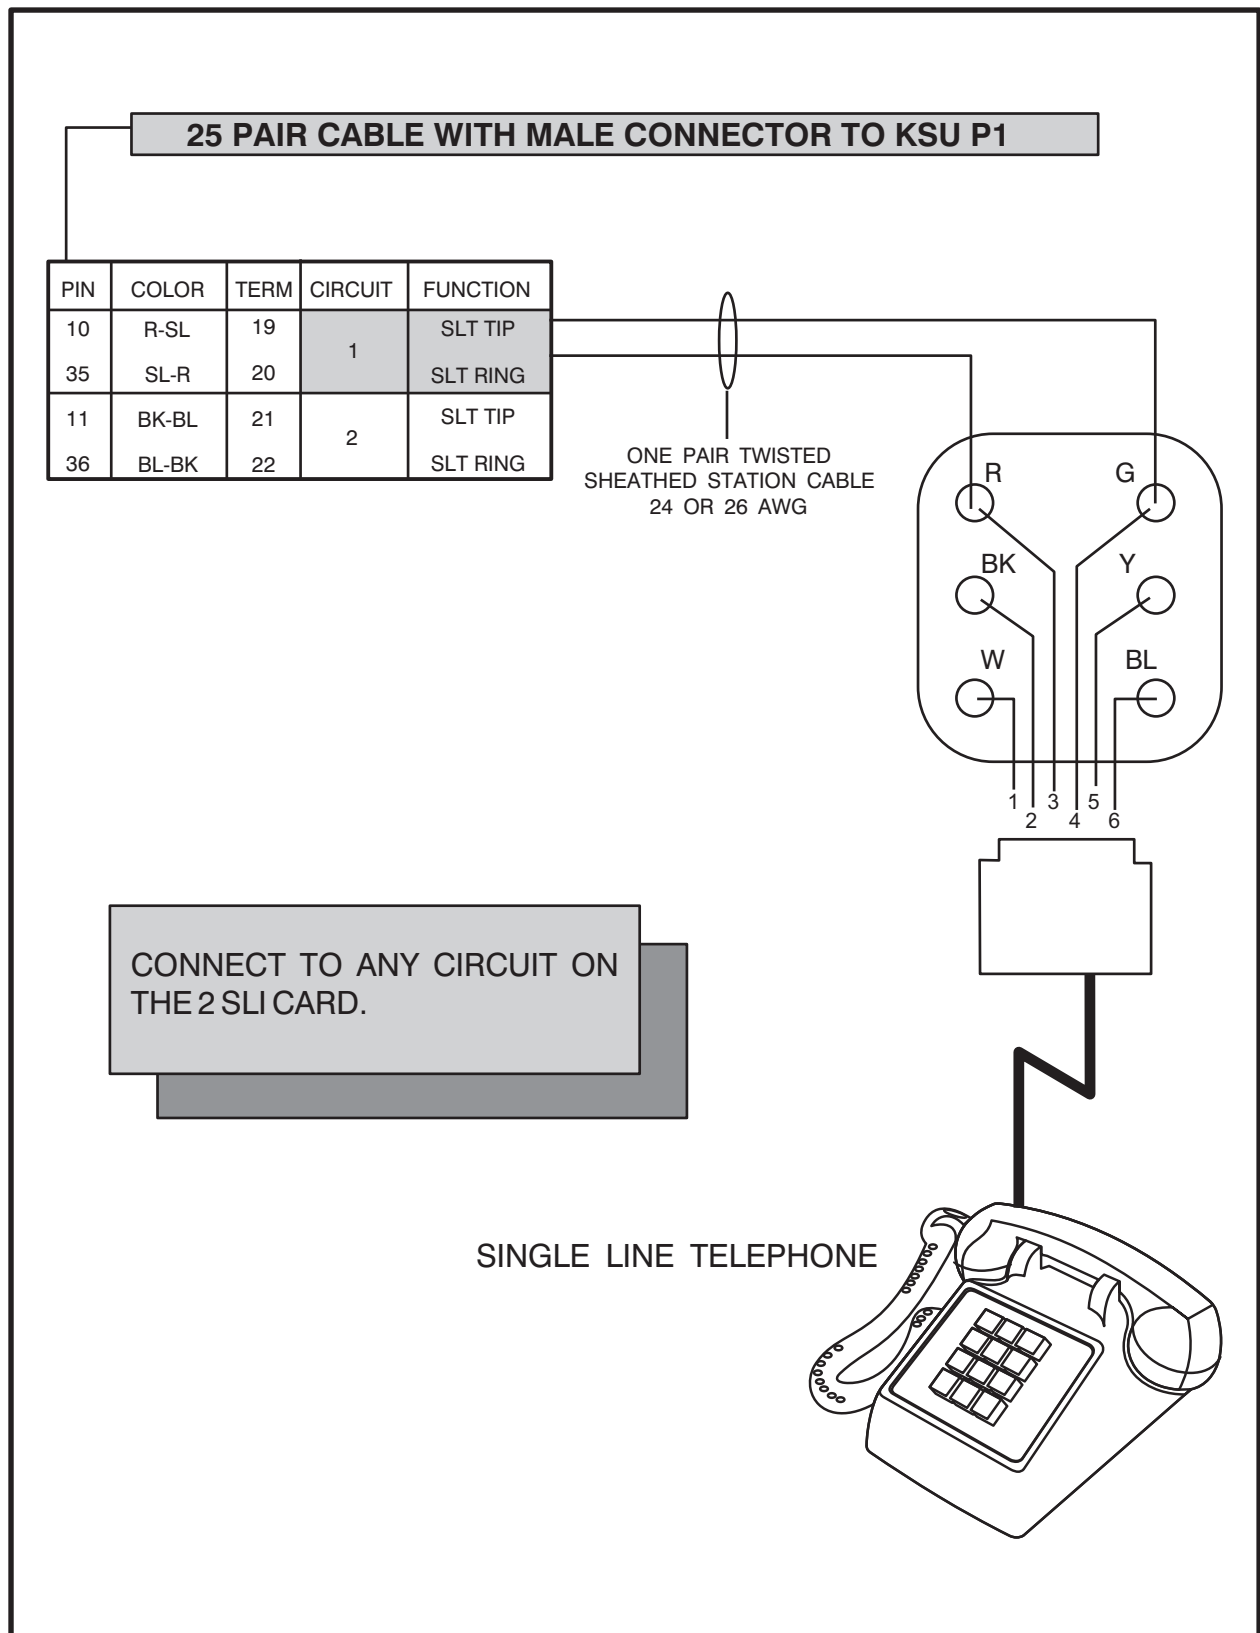 25 PAIR CABLE WITH MALE CONNECTOR TO KSU P1
PIN COLOR TERM CIRCUIT FUNCTION
10 R-SL 19 1 SLT TIP
35 SL-R 20 SLT RING
11 BK-BL 21 2 SLT TIP
36 BL-BK 22 SLT RING
ONE PAIR TWISTED
SHEATHED STATION CABLE
24 OR 26 AWG
R G
BK Y
W BL
1 2 3 4 5 6
CONNECT TO ANY CIRCUIT ON
THE 2 SLI CARD.
SINGLE LINE TELEPHONE